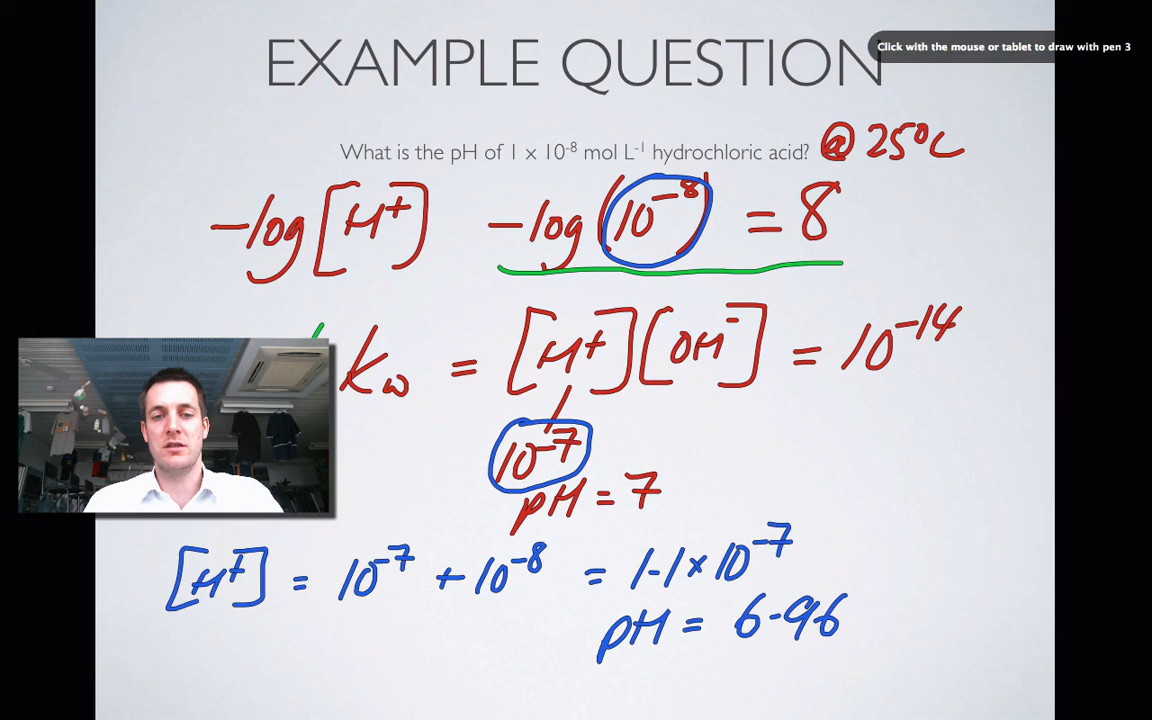 EXAMPLE QUESTION
Click with the mouse or tablet to draw with pen 3
What is the pH of 1 x 10⁻⁸ mol L⁻¹ hydrochloric acid? @ 25°C
-log[H⁺] -log(10⁻⁸) = 8
Kw = [H⁺][OH⁻] = 10⁻¹⁴
10⁻⁷
pH = 7
[H⁺] = 10⁻⁷ + 10⁻⁸ = 1.1 x 10⁻⁷
pH = 6.96